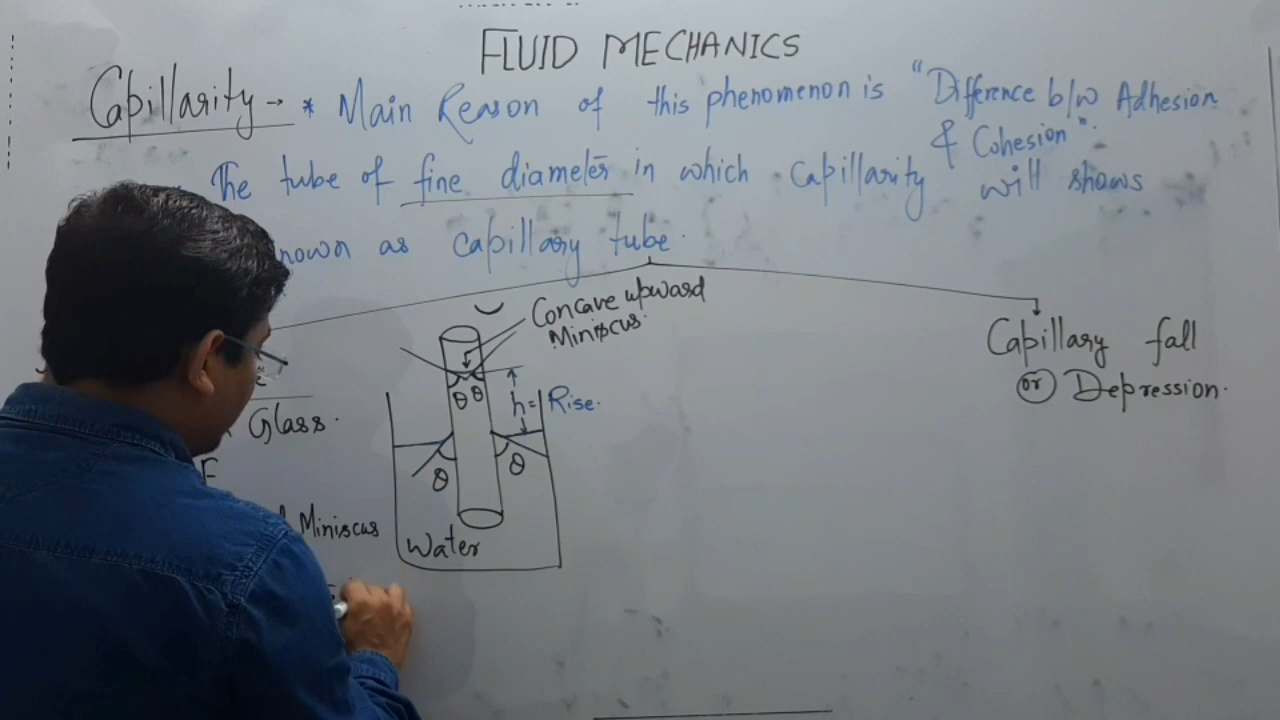 FLUID MECHANICS
Capillarity → * Main Reason of this phenomenon is "Difference b/w Adhesion
& Cohesion".
The tube of fine diameter in which Capillarity will shows
nown as capillary tube.
Concave upward
Miniscus.
Capillary fall
(or) Depression.
Glass.
θ θ
h = Rise.
θ
θ
Miniscus
Water